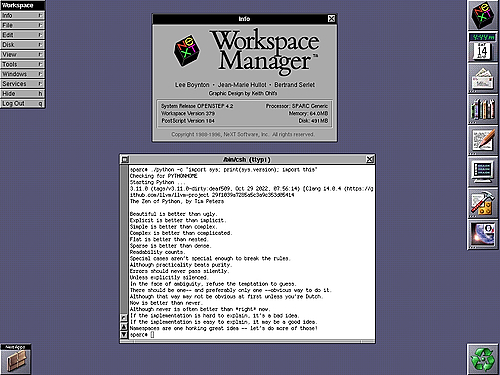 Workspace
Info
File
Edit
Disk
View
Tools
Windows
Services
Hide h
Log Out q
Info
NeXT
Workspace
Manager™
Lee Boynton • Jean-Marie Hullot • Bertrand Serlet
Graphic Design by Keith Ohlfs
System Release OPENSTEP 4.2
Processor: SPARC Generic
Workspace Version 379
Memory: 64.0MB
PostScript Version 184
Disk: 491MB
Copyright 1988-1996, NeXT Software, Inc. All rights reserved.
/bin/csh (ttyp1)
sparc# ./python -c "import sys; print(sys.version); import this"
Checking for PYTHONHOME
Starting Python ...
3.11.0 (tags/v3.11.0-dirty:deaf509, Oct 29 2022, 07:56:14) [Clang 14.0.4 (https://g
ithub.com/llvm/llvm-project
The Zen of Python, by Tim Peters
Beautiful is better than ugly.
Explicit is better than implicit.
Simple is better than complex.
Complex is better than complicated.
Flat is better than nested.
Sparse is better than dense.
Readability counts.
Special cases aren't special enough to break the rules.
Although practicality beats purity.
Errors should never pass silently.
Unless explicitly silenced.
In the face of ambiguity, refuse the temptation to guess.
There should be one-- and preferably only one --obvious way to do it.
Although that way may not be obvious at first unless you're Dutch.
Now is better than never.
Although never is often better than *right* now.
If the implementation is hard to explain, it's a bad idea.
If the implementation is easy to explain, it may be a good idea.
Namespaces are one honking great idea -- let's do more of those!
sparc#
SAT
14
NextApps